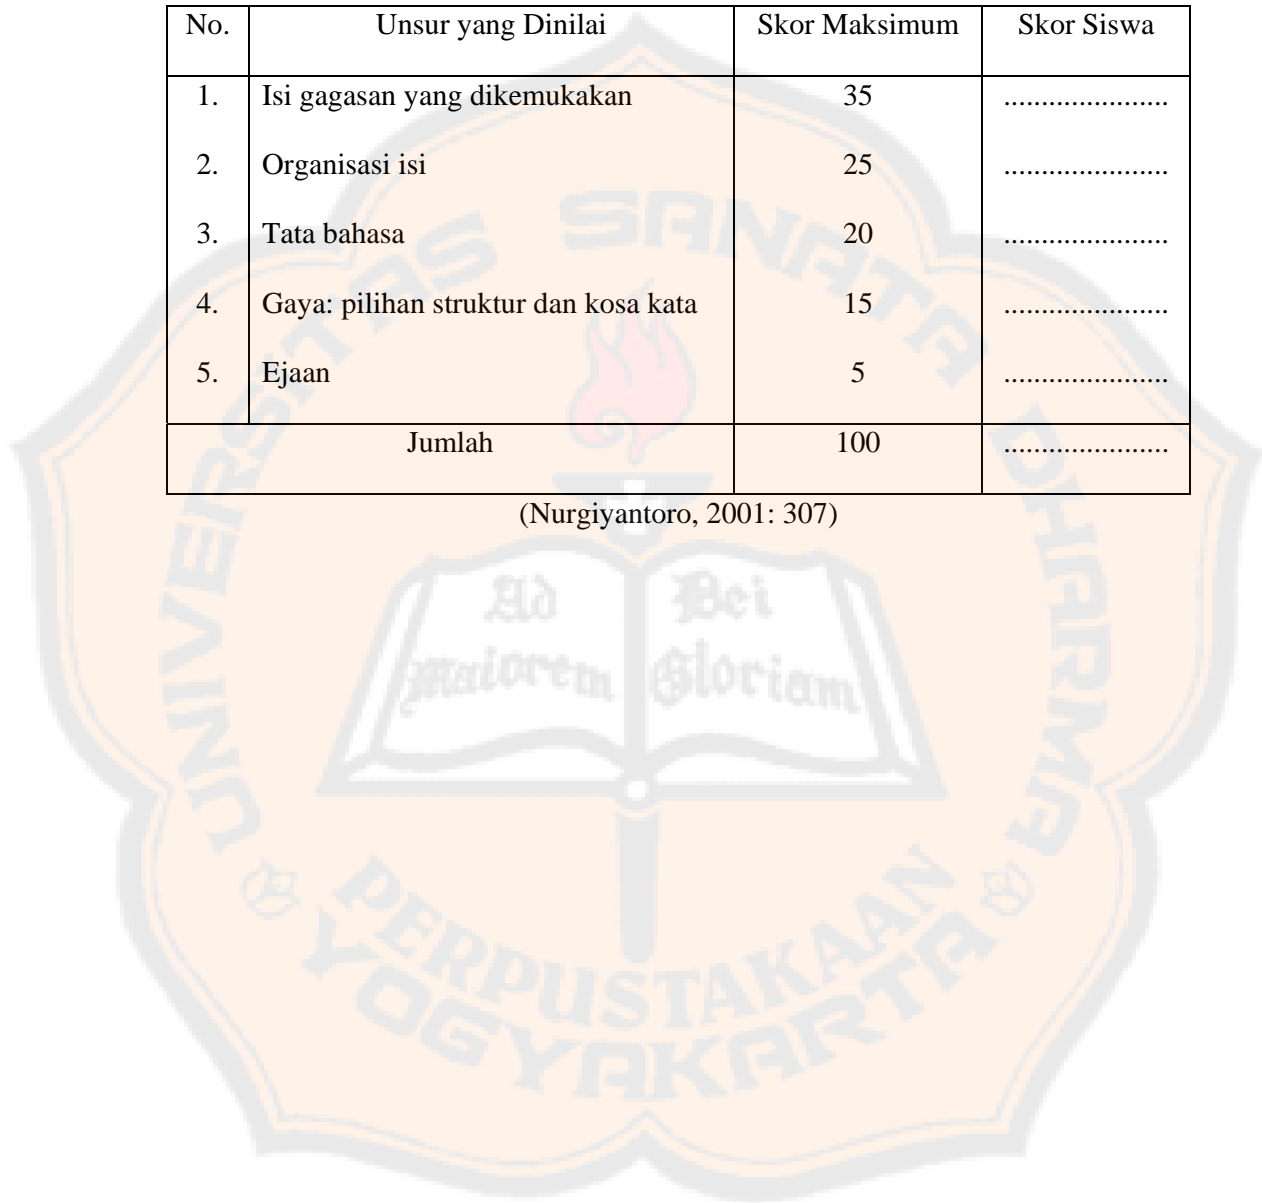 No. Unsur yang Dinilai Skor Maksimum Skor Siswa
1. Isi gagasan yang dikemukakan 35 ......................
2. Organisasi isi 25 ......................
3. Tata bahasa 20 ......................
4. Gaya: pilihan struktur dan kosa kata 15 ......................
5. Ejaan 5 ......................
Jumlah 100 ......................
(Nurgiyantoro, 2001: 307)
UNIVERSITAS SANATA DHARMA
Ad Dei
maiorem Gloriam
PERPUSTAKAAN
YOGYAKARTA